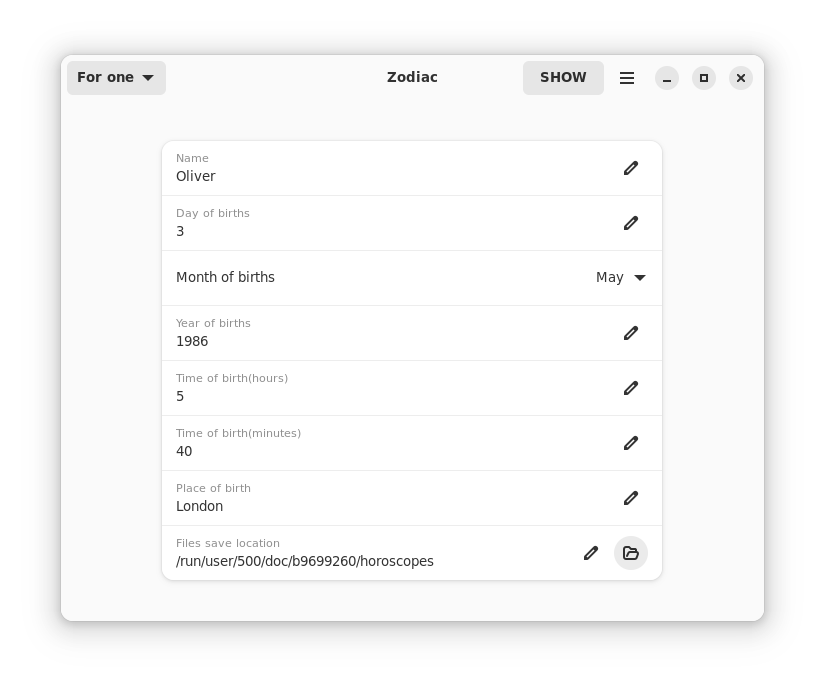 For one
Zodiac
SHOW
Name
Oliver
Day of births
3
Month of births
May
Year of births
1986
Time of birth(hours)
5
Time of birth(minutes)
40
Place of birth
London
Files save location
/run/user/500/doc/b9699260/horoscopes